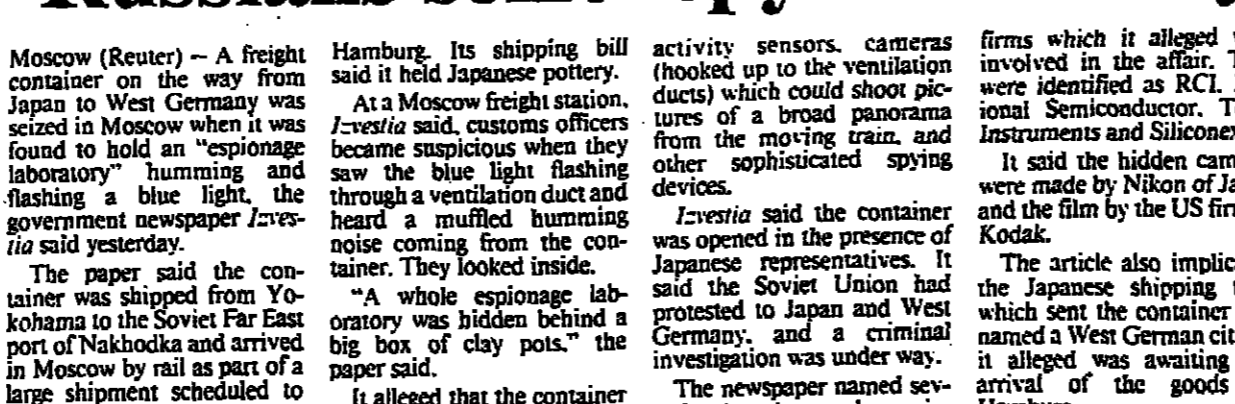 Moscow (Reuter) — A freight
container on the way from
Japan to West Germany was
seized in Moscow when it was
found to hold an "espionage
laboratory" humming and
flashing a blue light, the
government newspaper Izves-
tia said yesterday.
The paper said the con-
tainer was shipped from Yo-
kohama to the Soviet Far East
port of Nakhodka and arrived
in Moscow by rail as part of a
large shipment scheduled to
Hamburg. Its shipping bill
said it held Japanese pottery.
At a Moscow freight station,
Izvestia said, customs officers
became suspicious when they
saw the blue light flashing
through a ventilation duct and
heard a muffled humming
noise coming from the con-
tainer. They looked inside.
"A whole espionage lab-
oratory was hidden behind a
big box of clay pots," the
paper said.
It alleged that the container
activity sensors, cameras
(hooked up to the ventilation
ducts) which could shoot pic-
tures of a broad panorama
from the moving train, and
other sophisticated spying
devices.
Izvestia said the container
was opened in the presence of
Japanese representatives. It
said the Soviet Union had
protested to Japan and West
Germany, and a criminal
investigation was under way.
The newspaper named sev-
firms which it alleged
involved in the affair.
were identified as RCI,
ional Semiconductor,
Instruments and Siliconex
It said the hidden cam
were made by Nikon of Ja
and the film by the US fir
Kodak.
The article also implic
the Japanese shipping
which sent the container
named a West German cit
it alleged was awaiting
arrival of the goods